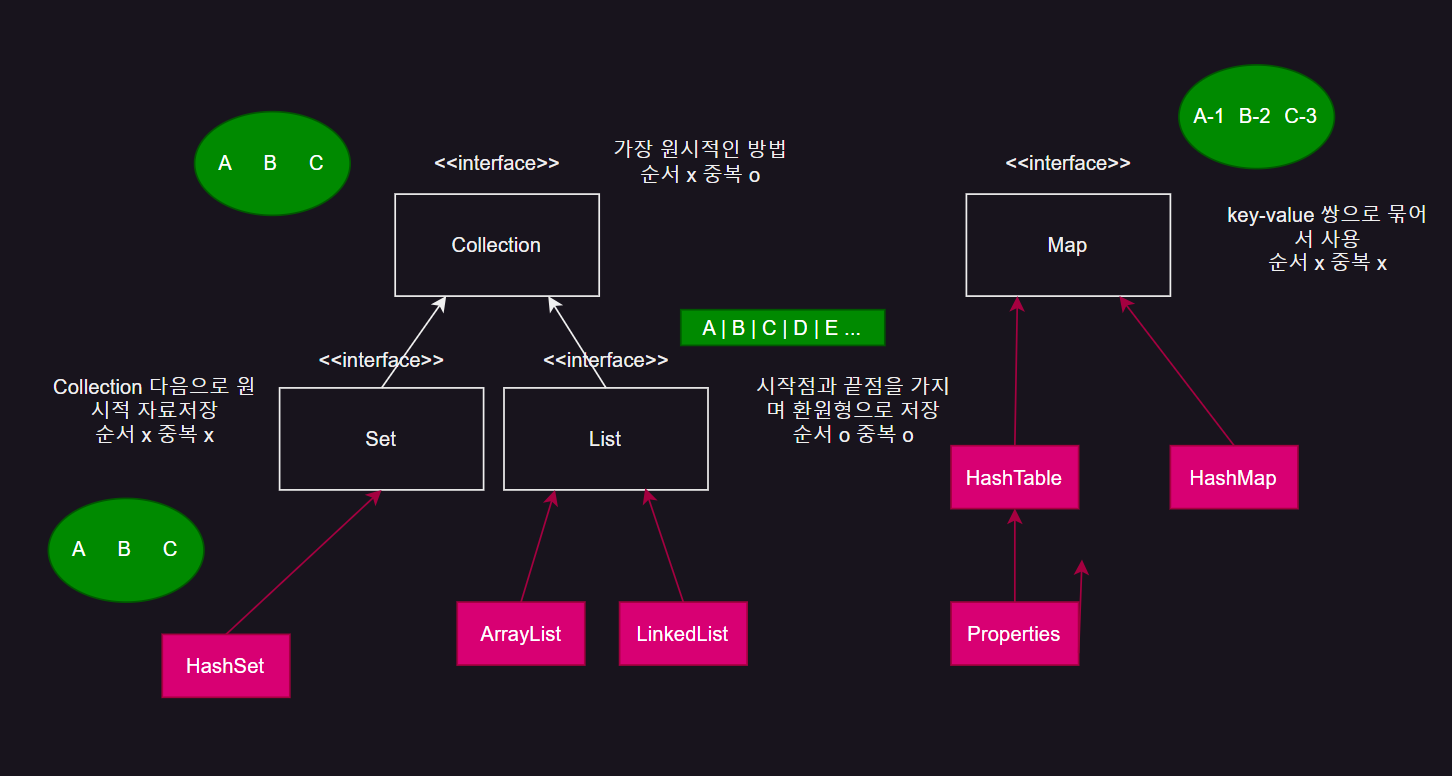 A B C
<<interface>>
가장 원시적인 방법
순서 x 중복 o
Collection
<<interface>>
A-1 B-2 C-3
Map
key-value 쌍으로 묶어
서 사용
순서 x 중복 x
A | B | C | D | E ...
<<interface>>
<<interface>>
Collection 다음으로 원
시적 자료저장
순서 x 중복 x
Set
List
시작점과 끝점을 가지
며 환원형으로 저장
순서 o 중복 o
HashTable
HashMap
A B C
HashSet
ArrayList
LinkedList
Properties